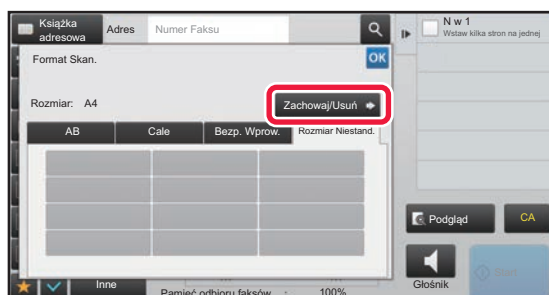 Książka
adresowa
Adres
Numer Faksu
N w 1
Wstaw kilka stron na jednej
Format Skan.
OK
Rozmiar: A4
Zachowaj/Usuń
AB
Cale
Bezp. Wprow.
Rozmiar Niestand.
Podgląd
CA
Inne
Pamięć odbioru faksów : 100%
Głośnik
Start